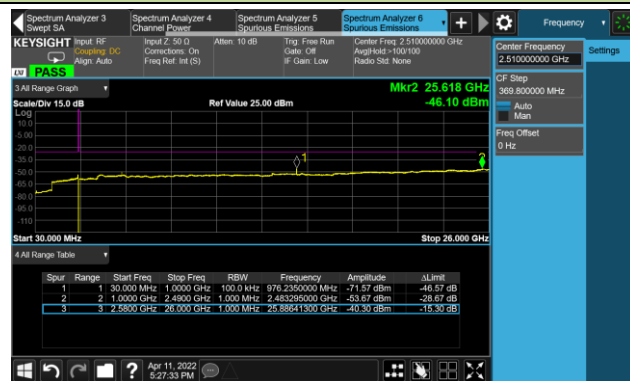 Spectrum Analyzer 3
Swept SA
Spectrum Analyzer 4
Channel Power
Spectrum Analyzer 5
Spurious Emissions
Spectrum Analyzer 6
Spurious Emissions
Frequency
KEYSIGHT
Input: RF
Coupling: DC
Align: Auto
Input Z: 50 Ω
Corrections: On
Freq Ref: Int (S)
Atten: 10 dB
Trig: Free Run
Gate: Off
IF Gain: Low
Center Freq: 2.510000000 GHz
Avg|Hold:>100/100
Radio Std: None
LXI PASS
Center Frequency
2.510000000 GHz
Settings
CF Step
369.800000 MHz
Auto
Man
Freq Offset
0 Hz
3 All Range Graph
Mkr2 25.618 GHz
Scale/Div 15.0 dB
Ref Value 25.00 dBm
-46.10 dBm
Log
10.0
-5.00
-20.0
-35.0
-50.0
-65.0
-80.0
-95.0
-110
1
2
Start 30.000 MHz
Stop 26.000 GHz
4 All Range Table
Spur Range Start Freq Stop Freq RBW Frequency Amplitude ΔLimit
1 1 30.000 MHz 1.0000 GHz 100.0 kHz 976.2350000 MHz -71.57 dBm -46.57 dB
2 2 1.0000 GHz 2.4900 GHz 1.000 MHz 2.483295000 GHz -53.67 dBm -28.67 dB
3 3 2.5800 GHz 26.000 GHz 1.000 MHz 25.88641300 GHz -40.30 dBm -15.30 dB
Apr 11, 2022
5:27:33 PM